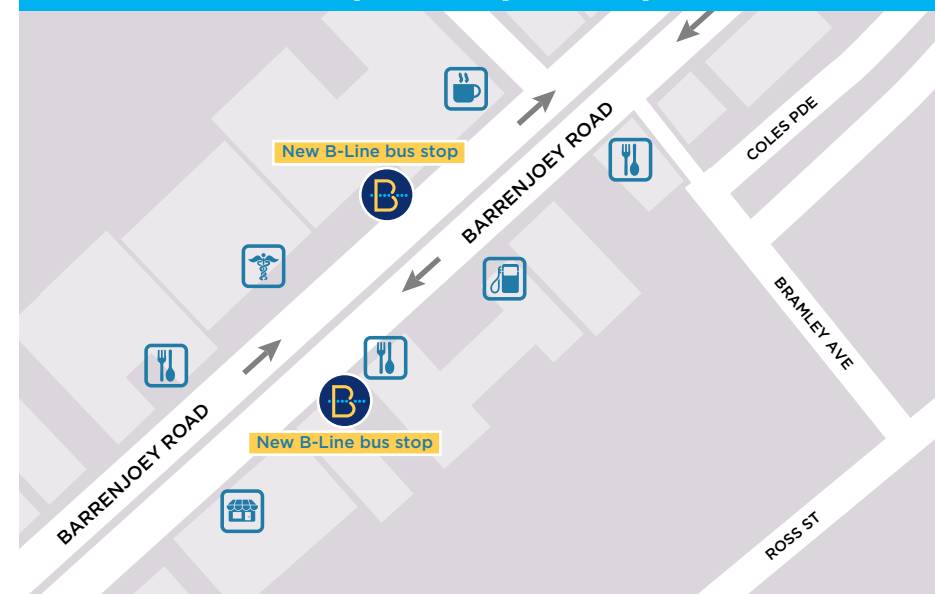 COLES PDE
BARRENJOEY ROAD
New B-Line bus stop
B
BRAMLEY AVE
B
New B-Line bus stop
BARRENJOEY ROAD
ROSS ST